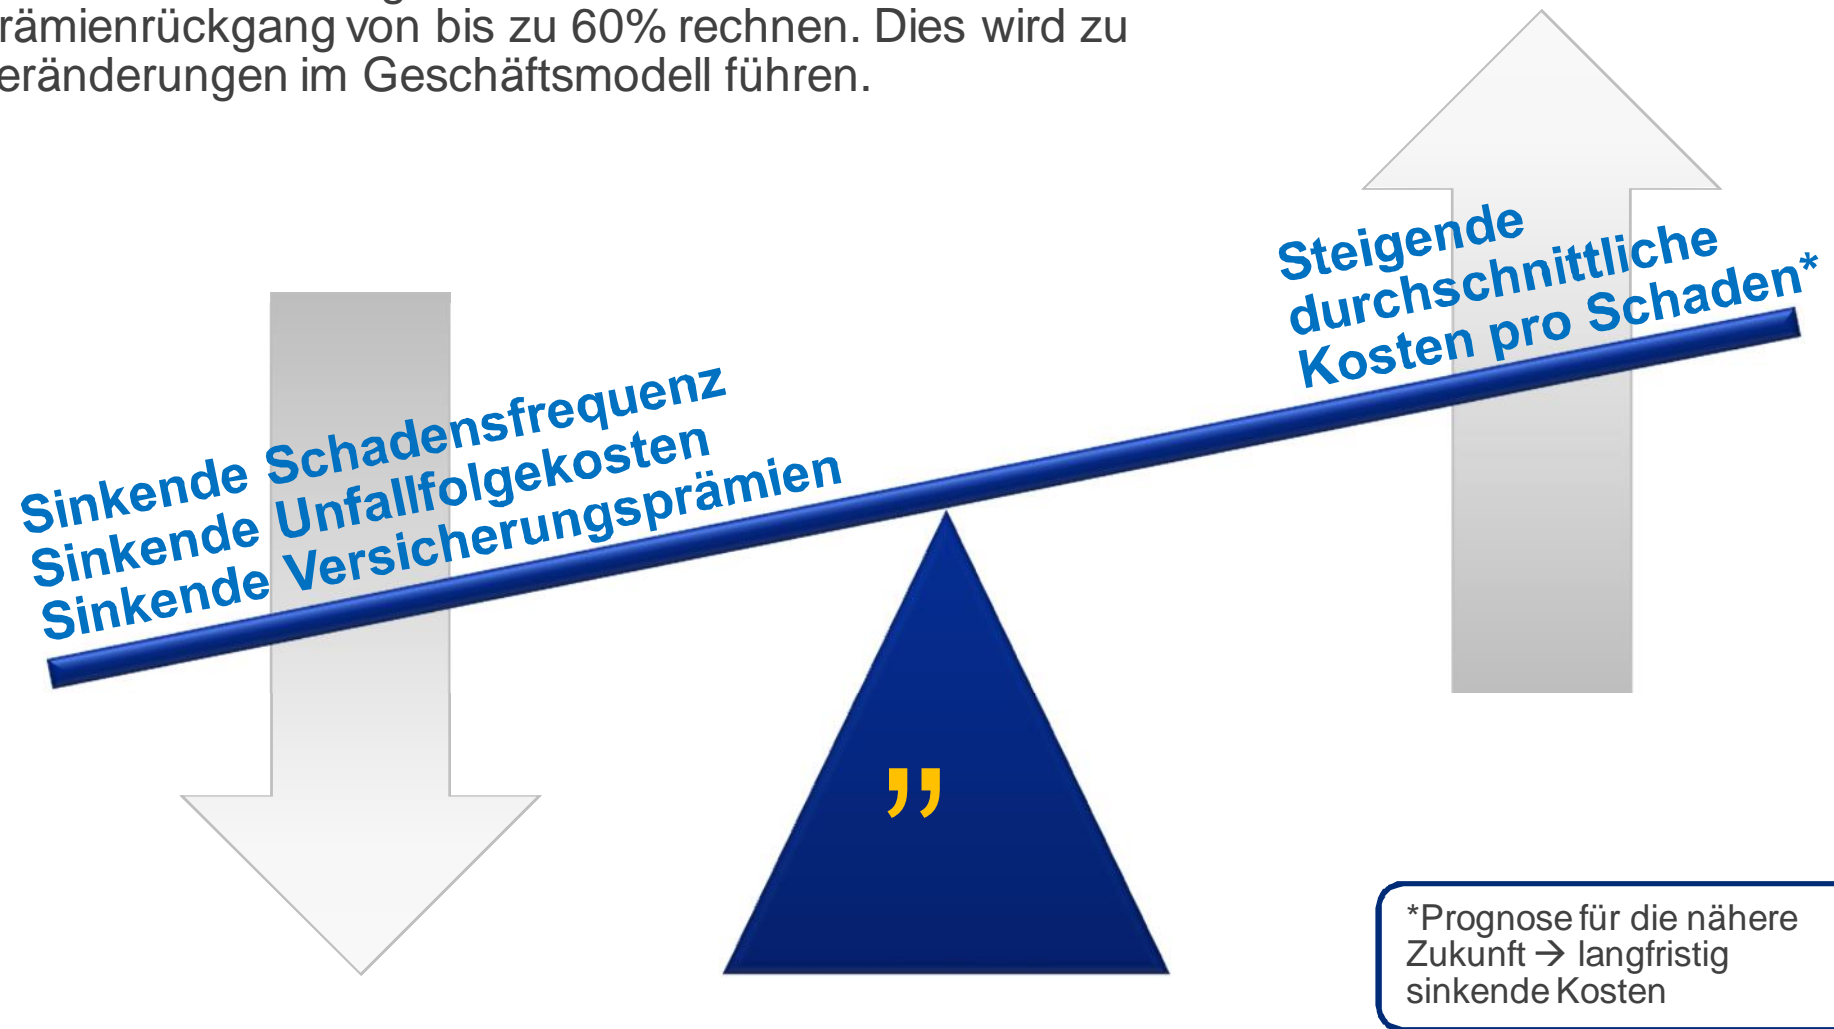 rämienrückgang von bis zu 60% rechnen. Dies wird zu
eränderungen im Geschäftsmodell führen.
Steigende
durchschnittliche
Kosten pro Schaden*
Sinkende Schadensfrequenz
Sinkende Unfallfolgekosten
Sinkende Versicherungsprämien
”
*Prognose für die nähere
Zukunft → langfristig
sinkende Kosten